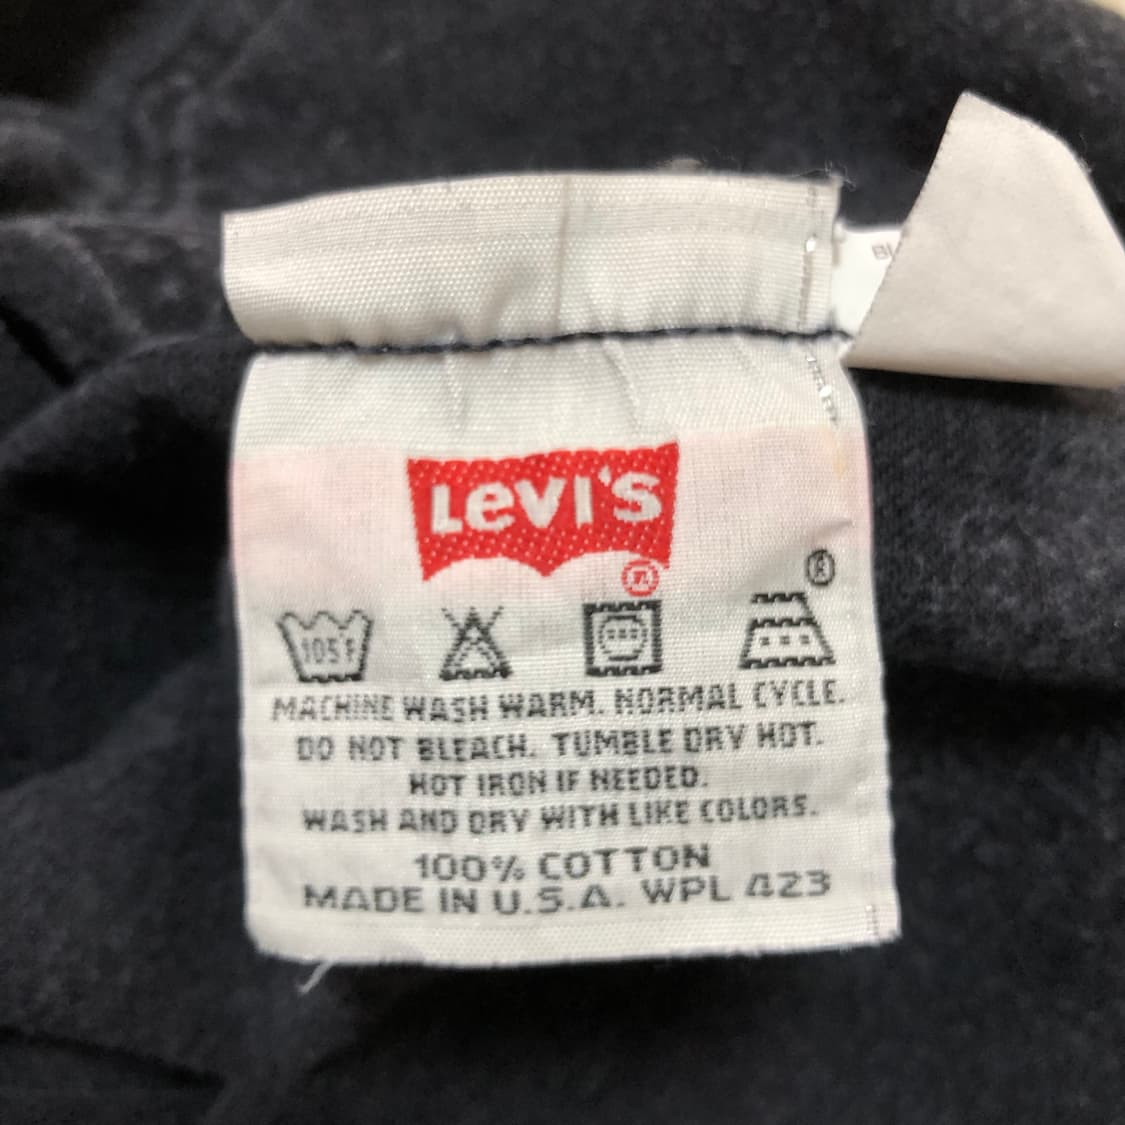 LEVI'S
®
®
105F
MACHINE WASH WARM. NORMAL CYCLE.
DO NOT BLEACH. TUMBLE DRY HOT.
HOT IRON IF NEEDED.
WASH AND DRY WITH LIKE COLORS.
100% COTTON
MADE IN U.S.A. WPL 423